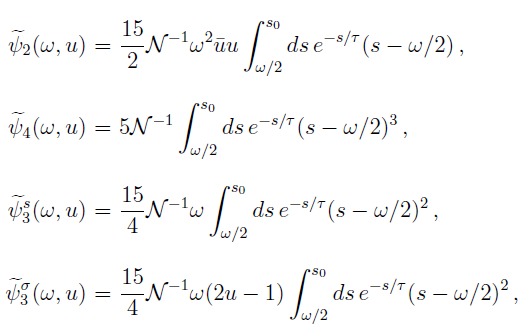 $\widetilde{\psi}_2(\omega, u) = \frac{15}{2} \mathcal{N}^{-1} \omega^2 \bar{u} u \int_{\omega/2}^{s_0} ds \, e^{-s/\tau} (s - \omega/2) \,,$
$\widetilde{\psi}_4(\omega, u) = 5 \mathcal{N}^{-1} \int_{\omega/2}^{s_0} ds \, e^{-s/\tau} (s - \omega/2)^3 \,,$
$\widetilde{\psi}_3^s(\omega, u) = \frac{15}{4} \mathcal{N}^{-1} \omega \int_{\omega/2}^{s_0} ds \, e^{-s/\tau} (s - \omega/2)^2 \,,$
$\widetilde{\psi}_3^\sigma(\omega, u) = \frac{15}{4} \mathcal{N}^{-1} \omega (2u - 1) \int_{\omega/2}^{s_0} ds \, e^{-s/\tau} (s - \omega/2)^2 \,,$